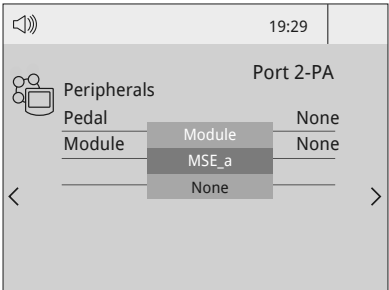 19:29
Port 2-PA
Peripherals
Pedal None
Module None
Module
MSE_a
None